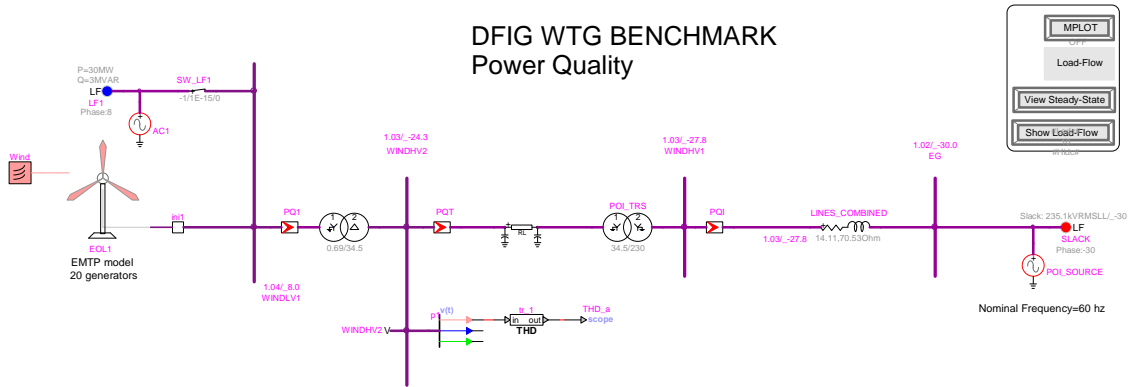 DFIG WTG BENCHMARK
Power Quality
MPLOT
OFF
Load-Flow
View Steady-State
Show Load-Flow
P=30MW
Q=3MVAR
LF
LF1
Phase:8
SW_LF1
-1/1E-15/0
AC1
Wind
EOL1
EMTP model
20 generators
ini1
1.04/_8.0
WINDLV1
PQ1
1
2
0.69/34.5
1.03/_-24.3
WINDHV2
PQT
+
RL
POI_TRS
1
2
34.5/230
1.03/_-27.8
WINDHV1
PQI
1.03/_-27.8
LINES_COMBINED
+
14.11,70.53Ohm
1.02/_-30.0
EG
Slack: 235.1kVRMSLL/_-30
LF
SLACK
Phase:-30
POI_SOURCE
Nominal Frequency=60 hz
WINDHV2
V
p1
v(t)
tr_1
in out
THD
THD_a
scope